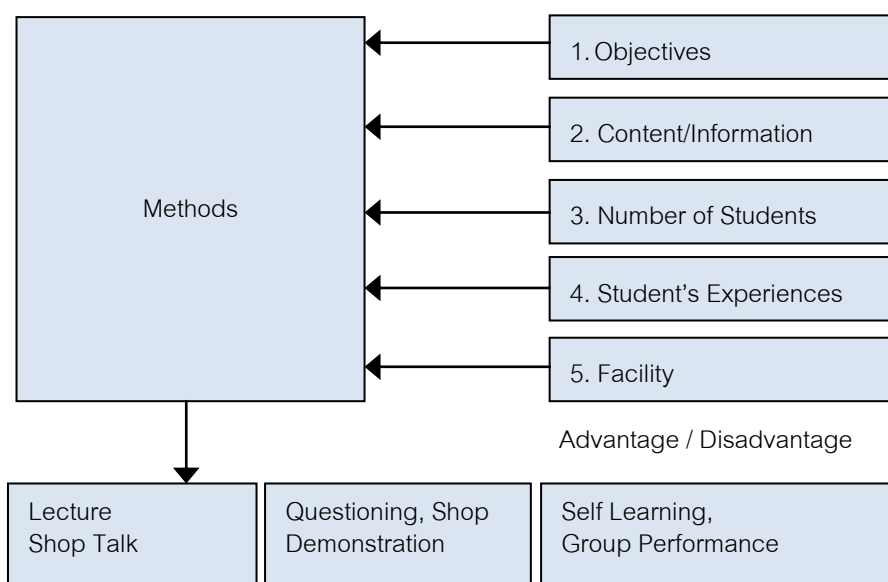 Methods
1. Objectives
2. Content/Information
3. Number of Students
4. Student's Experiences
5. Facility
Advantage / Disadvantage
Lecture
Shop Talk
Questioning, Shop
Demonstration
Self Learning,
Group Performance